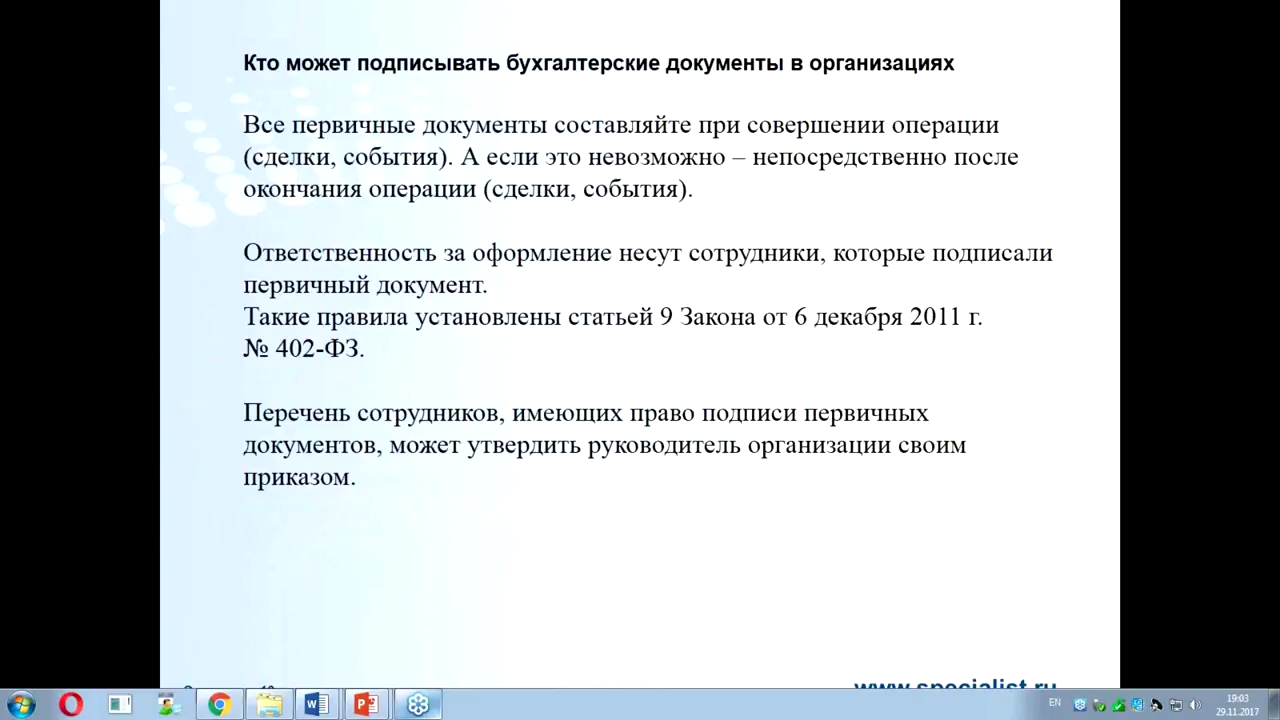 Кто может подписывать бухгалтерские документы в организациях
Все первичные документы составляйте при совершении операции
(сделки, события). А если это невозможно – непосредственно после
окончания операции (сделки, события).
Ответственность за оформление несут сотрудники, которые подписали
первичный документ.
Такие правила установлены статьей 9 Закона от 6 декабря 2011 г.
№ 402-ФЗ.
Перечень сотрудников, имеющих право подписи первичных
документов, может утвердить руководитель организации своим
приказом.
www.specialist.ru
EN
19:03
29.11.2017